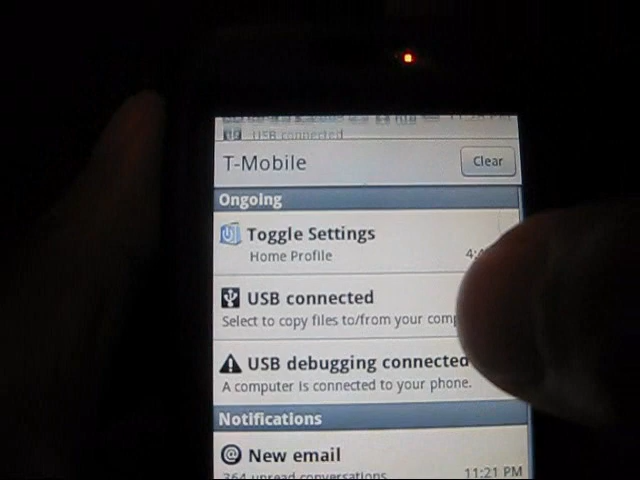 USB connected
T-Mobile
Clear
Ongoing
Toggle Settings
Home Profile
USB connected
Select to copy files to/from your
USB debugging connected
A computer is connected to your phone.
Notifications
@ New email
364 unread conversations
11:21 PM